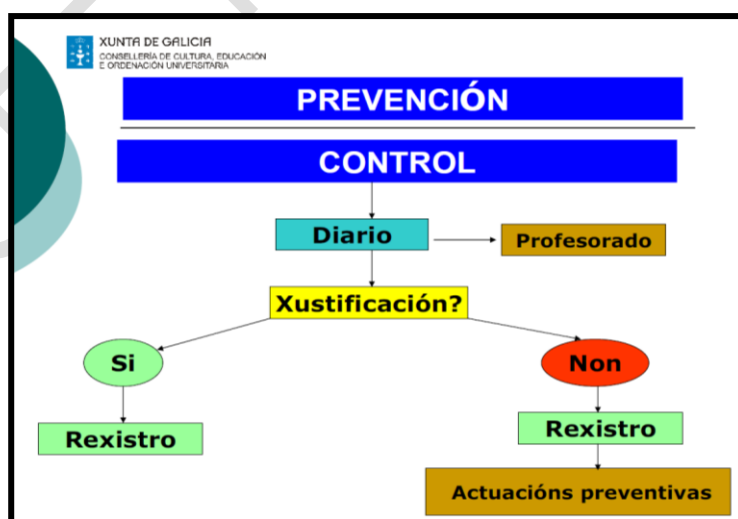 XUNTA DE GALICIA
CONSELLERÍA DE CULTURA, EDUCACIÓN
E ORDENACIÓN UNIVERSITARIA
PREVENCIÓN
CONTROL
Diario
Profesorado
Xustificación?
Si
Non
Rexistro
Rexistro
Actuacións preventivas